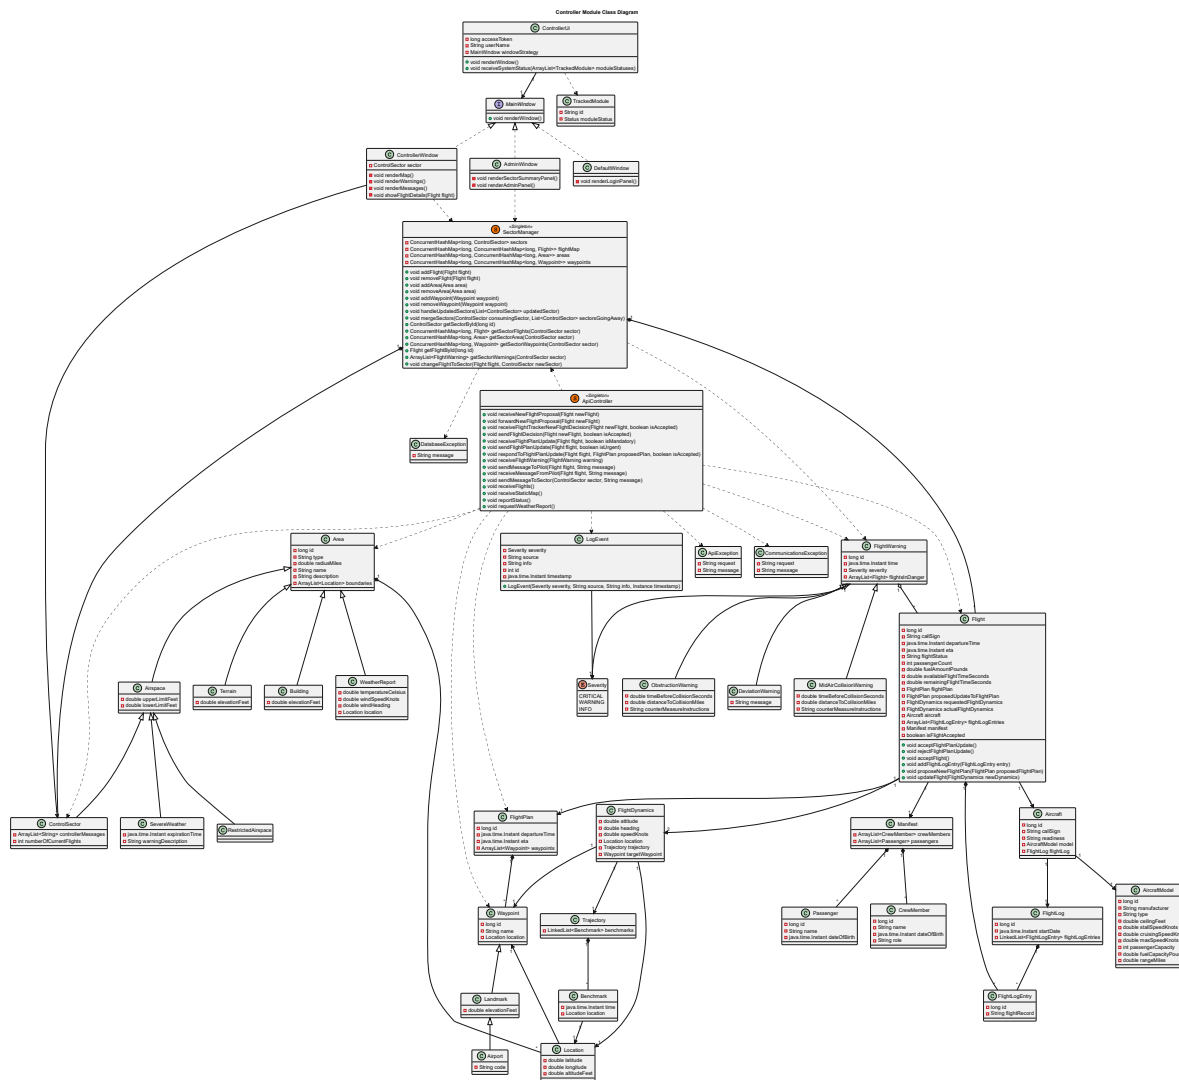 Controller Module Class Diagram
C ControllerUI
long accessToken
String userName
MainWindow windowStrategy
void renderWindow()
void receiveSystemStatus(ArrayList<TrackedModule> moduleStatuses)
I MainWindow
void renderWindow()
C TrackedModule
String id
Status moduleStatus
C ControllerWindow
ControlSector sector
void renderMap()
void renderWarnings()
void renderMessages()
void showFlightDetails(Flight flight)
C AdminWindow
void renderSectorSummaryPanel()
void renderAdminPanel()
C DefaultWindow
void renderLoginPanel()
«Singleton»
SectorManager
ConcurrentHashMap<long, ControlSector> sectors
ConcurrentHashMap<long, ConcurrentHashMap<long, Flight>> flightMap
ConcurrentHashMap<long, ConcurrentHashMap<long, Area>> areas
ConcurrentHashMap<long, ConcurrentHashMap<long, Waypoint>> waypoints
void addFlight(Flight flight)
void removeFlight(Flight flight)
void addArea(Area area)
void removeArea(Area area)
void addWaypoint(Waypoint waypoint)
void removeWaypoint(Waypoint waypoint)
void handleUpdatedSectors(List<ControlSector> updatedSector)
void mergeSectors(ControlSector consumingSector, List<ControlSector> sectorsGoingAway)
ControlSector getSectorById(long id)
ConcurrentHashMap<long, Flight> getSectorFlights(ControlSector sector)
ConcurrentHashMap<long, Area> getSectorArea(ControlSector sector)
ConcurrentHashMap<long, Waypoint> getSectorWaypoints(ControlSector sector)
Flight getFlightById(long id)
ArrayList<FlightWarning> getSectorWarnings(ControlSector sector)
void changeFlightToSector(Flight flight, ControlSector newSector)
«Singleton»
ApiController
void receiveNewFlightProposal(Flight newFlight)
void forwardNewFlightProposal(Flight newFlight)
void receiveFlightTrackerNewFlightDecision(Flight newFlight, boolean isAccepted)
void sendFlightDecision(Flight newFlight, boolean isAccepted)
void receiveFlightPlanUpdate(Flight flight, boolean isMandatory)
void sendFlightPlanUpdate(Flight flight, boolean isUrgent)
void respondToFlightPlanUpdate(Flight flight, FlightPlan proposedPlan, boolean isAccepted)
void receiveFlightWarning(FlightWarning warning)
void sendMessageToPilot(Flight flight, String message)
void receiveMessageFromPilot(Flight flight, String message)
void sendMessageToSector(ControlSector sector, String message)
void receiveFlights()
void receiveStaticMap()
void reportStatus()
void requestWeatherReport()
C DatabaseException
String message
C Area
long id
String type
double radiusMiles
String name
String description
ArrayList<Location> boundaries
C LogEvent
Severity severity
String source
String info
int id
java.time.Instant timestamp
LogEvent(Severity severity, String source, String info, Instance timestamp)
C ApiException
String request
String message
C CommunicationsException
String request
String message
C FlightWarning
long id
java.time.Instant time
Severity severity
ArrayList<Flight> flightsInDanger
C Flight
long id
String callSign
java.time.Instant departureTime
java.time.Instant eta
String flightStatus
int passengerCount
double fuelAmountPounds
double availableFlightTimeSeconds
double remainingFlightTimeSeconds
FlightPlan flightPlan
FlightPlan proposedUpdateToFlightPlan
FlightDynamics requestedFlightDynamics
FlightDynamics actualFlightDynamics
Aircraft aircraft
ArrayList<FlightLogEntry> flightLogEntries
Manifest manifest
boolean isFlightAccepted
void acceptFlightPlanUpdate()
void rejectFlightPlanUpdate()
void acceptFlight()
void addFlightLogEntry(FlightLogEntry entry)
void proposeNewFlightPlan(FlightPlan proposedFlightPlan)
void updateFlight(FlightDynamics newDynamics)
C Airspace
double upperLimitFeet
double lowerLimitFeet
C Terrain
double elevationFeet
C Building
double elevationFeet
C WeatherReport
double temperatureCelsius
double windSpeedKnots
double windHeading
Location location
Severity
CRITICAL
WARNING
INFO
C ObstructionWarning
double timeBeforeCollisionSeconds
double distanceToCollisionMiles
String counterMeasureInstructions
C DeviationWarning
String message
C MidAirCollisionWarning
double timeBeforeCollisionSeconds
double distanceToCollisionMiles
String counterMeasureInstructions
C ControlSector
ArrayList<String> controllerMessages
int numberOfCurrentFlights
C SevereWeather
java.time.Instant expirationTime
String warningDescription
C RestrictedAirspace
C FlightPlan
long id
java.time.Instant departureTime
java.time.Instant eta
ArrayList<Waypoint> waypoints
C FlightDynamics
double altitude
double heading
double speedKnots
Location location
Trajectory trajectory
Waypoint targetWaypoint
C Manifest
ArrayList<CrewMember> crewMembers
ArrayList<Passenger> passengers
C Aircraft
long id
String callSign
String readiness
AircraftModel model
FlightLog flightLog
C AircraftModel
long id
String manufacturer
String type
double ceilingFeet
double stallSpeedKnots
double cruisingSpeedKn
double maxSpeedKnots
int passengerCapacity
double fuelCapacityPou
double rangeMiles
C Waypoint
long id
String name
Location location
C Trajectory
LinkedList<Benchmark> benchmarks
C Passenger
long id
String name
java.time.Instant dateOfBirth
C CrewMember
long id
String name
java.time.Instant dateOfBirth
String role
C FlightLog
long id
java.time.Instant startDate
LinkedList<FlightLogEntry> flightLogEntries
C Landmark
double elevationFeet
C Benchmark
java.time.Instant time
Location location
C FlightLogEntry
long id
String flightRecord
C Airport
String code
C Location
double latitude
double longitude
double altitudeFeet